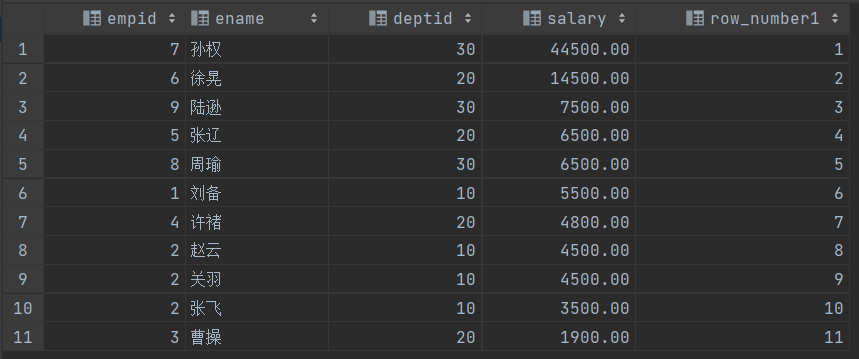 empid ename deptid salary row_number1
1 7 孙权 30 44500.00 1
2 6 徐晃 20 14500.00 2
3 9 陆逊 30 7500.00 3
4 5 张辽 20 6500.00 4
5 8 周瑜 30 6500.00 5
6 1 刘备 10 5500.00 6
7 4 许褚 20 4800.00 7
8 2 赵云 10 4500.00 8
9 2 关羽 10 4500.00 9
10 2 张飞 10 3500.00 10
11 3 曹操 20 1900.00 11